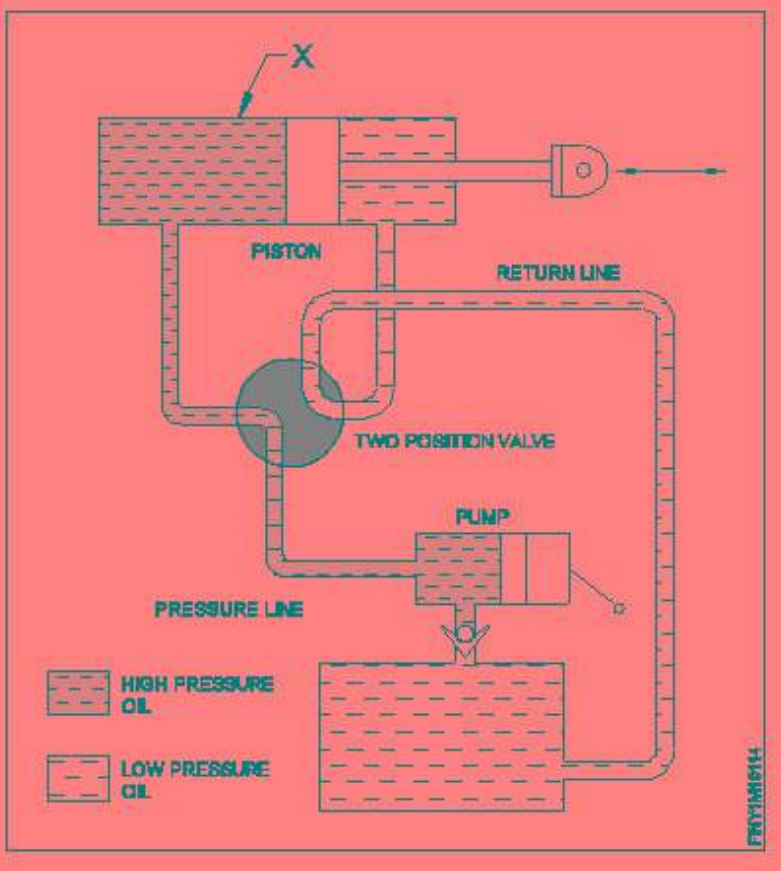 X
PISTON
RETURN LINE
TWO POSITION VALVE
PUMP
PRESSURE LINE
HIGH PRESSURE
OIL
LOW PRESSURE
OIL